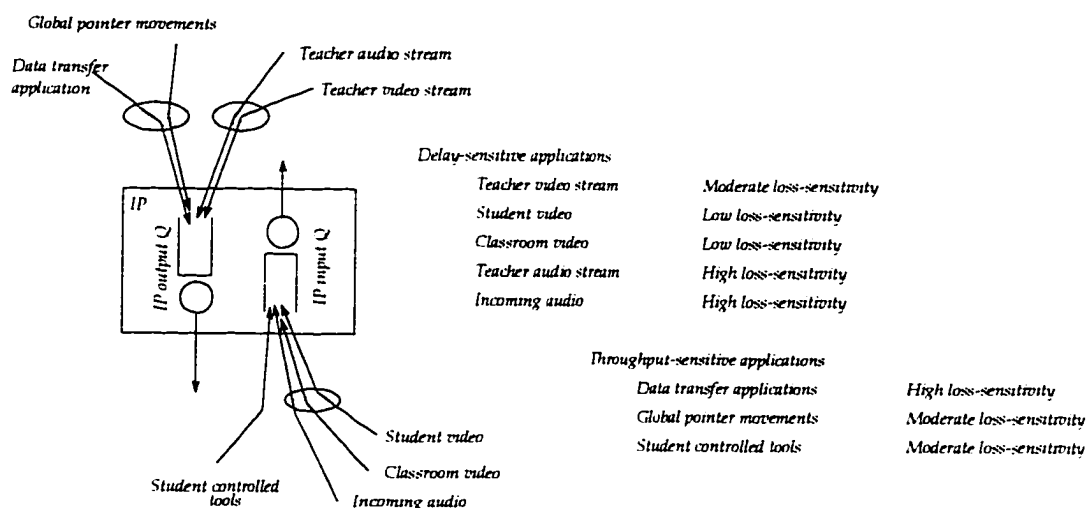 Global pointer movements
Data transfer
application
Teacher audio stream
Teacher video stream
IP
IP output Q
IP input Q
Student controlled
tools
Incoming audio
Classroom video
Student video
Delay-sensitive applications
Teacher video stream Moderate loss-sensitivity
Student video Low loss-sensitivity
Classroom video Low loss-sensitivity
Teacher audio stream High loss-sensitivity
Incoming audio High loss-sensitivity
Throughput-sensitive applications
Data transfer applications High loss-sensitivity
Global pointer movements Moderate loss-sensitivity
Student controlled tools Moderate loss-sensitivity